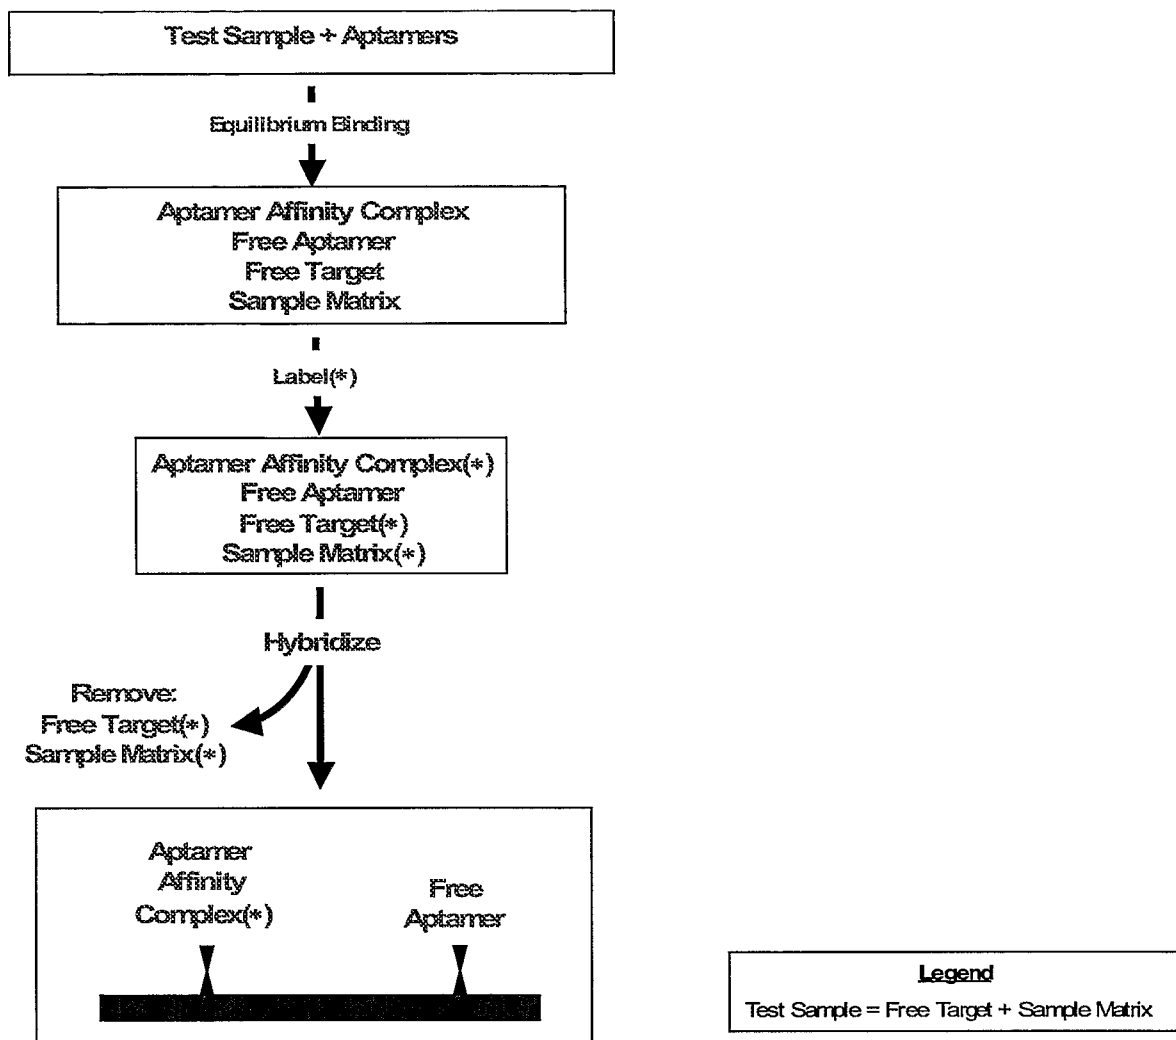 Test Sample + Aptamers
Equilibrium Binding
Aptamer Affinity Complex
Free Aptamer
Free Target
Sample Matrix
Label(*)
Aptamer Affinity Complex(*)
Free Aptamer
Free Target(*)
Sample Matrix(*)
Hybridize
Remove:
Free Target(*)
Sample Matrix(*)
Aptamer
Affinity
Complex(*)
Free
Aptamer
Legend
Test Sample = Free Target + Sample Matrix